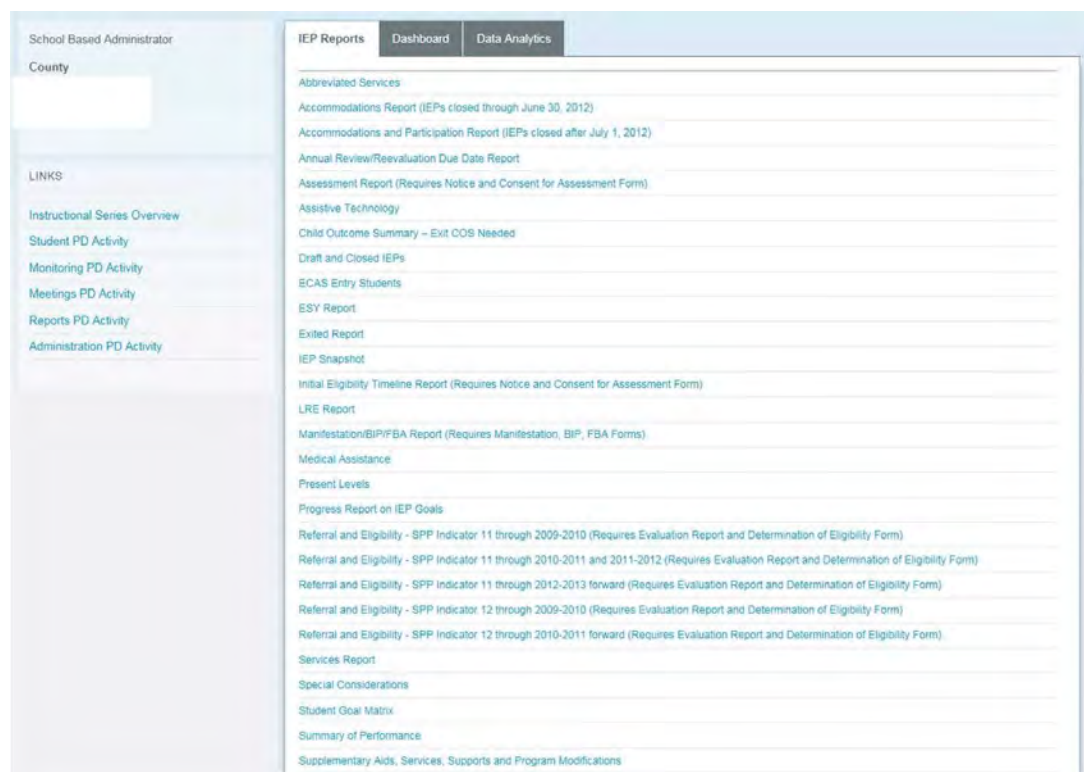 School Based Administrator
County
LINKS
Instructional Series Overview
Student PD Activity
Monitoring PD Activity
Meetings PD Activity
Reports PD Activity
Administration PD Activity
IEP Reports Dashboard Data Analytics
Abbreviated Services
Accommodations Report (IEPs closed through June 30, 2012)
Accommodations and Participation Report (IEPs closed after July 1, 2012)
Annual Review/Reevaluation Due Date Report
Assessment Report (Requires Notice and Consent for Assessment Form)
Assistive Technology
Child Outcome Summary – Exit COS Needed
Draft and Closed IEPs
ECAS Entry Students
ESY Report
Exited Report
IEP Snapshot
Initial Eligibility Timeline Report (Requires Notice and Consent for Assessment Form)
LRE Report
Manifestation/BIP/FBA Report (Requires Manifestation, BIP, FBA Forms)
Medical Assistance
Present Levels
Progress Report on IEP Goals
Referral and Eligibility - SPP Indicator 11 through 2009-2010 (Requires Evaluation Report and Determination of Eligibility Form)
Referral and Eligibility - SPP Indicator 11 through 2010-2011 and 2011-2012 (Requires Evaluation Report and Determination of Eligibility Form)
Referral and Eligibility - SPP Indicator 11 through 2012-2013 forward (Requires Evaluation Report and Determination of Eligibility Form)
Referral and Eligibility - SPP Indicator 12 through 2009-2010 (Requires Evaluation Report and Determination of Eligibility Form)
Referral and Eligibility - SPP Indicator 12 through 2010-2011 forward (Requires Evaluation Report and Determination of Eligibility Form)
Services Report
Special Considerations
Student Goal Matrix
Summary of Performance
Supplementary Aids, Services, Supports and Program Modifications